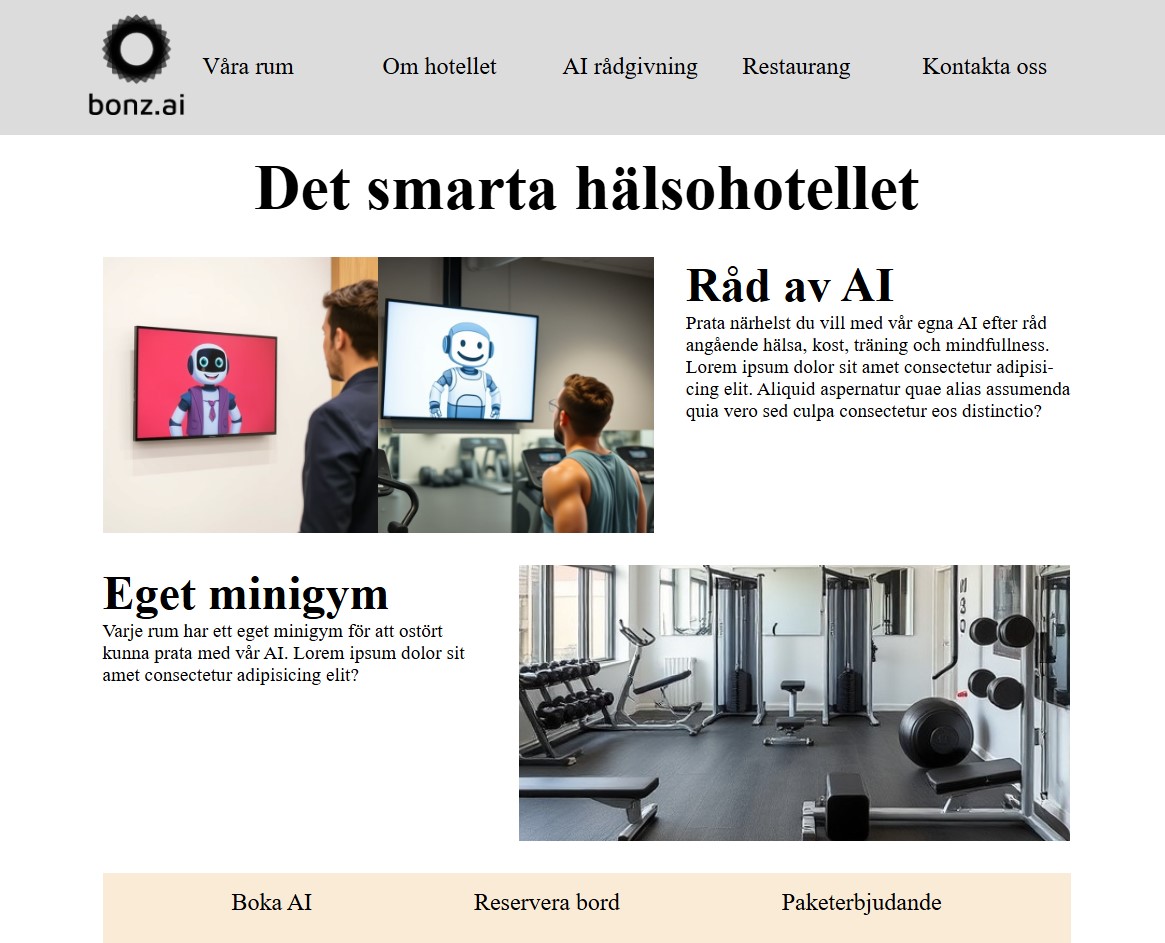 bonz.ai
Våra rum
Om hotellet
AI rådgivning
Restaurang
Kontakta oss
Det smarta hälsohotellet
Råd av AI
Prata närhelst du vill med vår egna AI efter råd
angående hälsa, kost, träning och mindfullness.
Lorem ipsum dolor sit amet consectetur adipisi-
cing elit. Aliquid aspernatur quae alias assumenda
quia vero sed culpa consectetur eos distinctio?
Eget minigym
Varje rum har ett eget minigym för att ostört
kunna prata med vår AI. Lorem ipsum dolor sit
amet consectetur adipisicing elit?
Boka AI
Reservera bord
Paketerbjudande